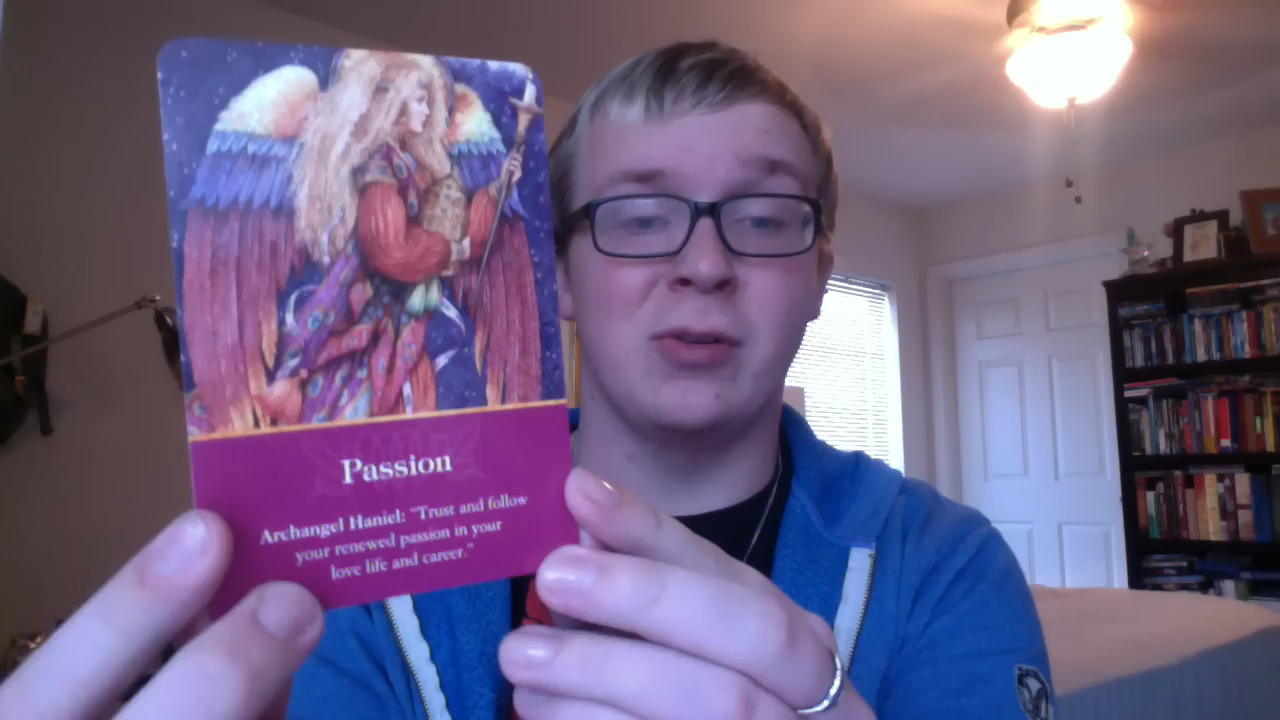 Passion
Archangel Haniel: "Trust and follow
your renewed passion in your
love life and career."